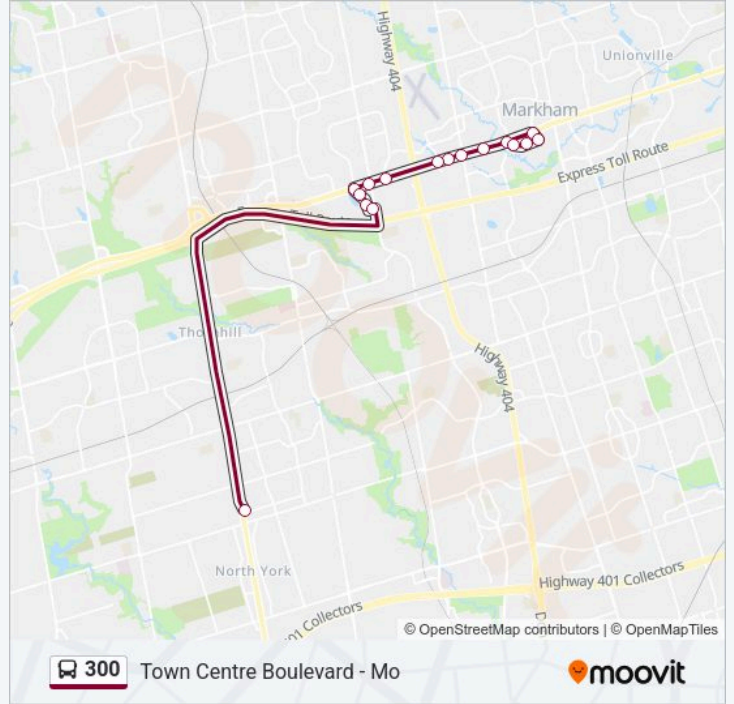 Highway 404
Unionville
Markham
Express Toll Route
Thornhill
Highway 404
North York
Highway 401 Collectors
01 Collectors
© OpenStreetMap contributors | © OpenMapTiles
300 Town Centre Boulevard - Mo
moovit